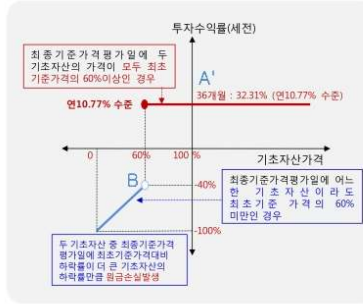 투자수익률(세전)
최종기준가격평가일에 두
기초자산의 가격이 모두 최초
기준가격의 60%이상인 경우
A'
36개월 : 32.31% (연10.77% 수준)
연10.77% 수준
0
60%
100 %
기초자산가격
B
-40%
최종기준가격평가일에 어느
한 기초자산이라도
최초기준 가격의 60%
미만인 경우
-100%
두 기초자산 중 최종기준가격
평가일에 최초기준가격대비
하락률이 더 큰 기초자산의
하락률만큼 원금손실발생